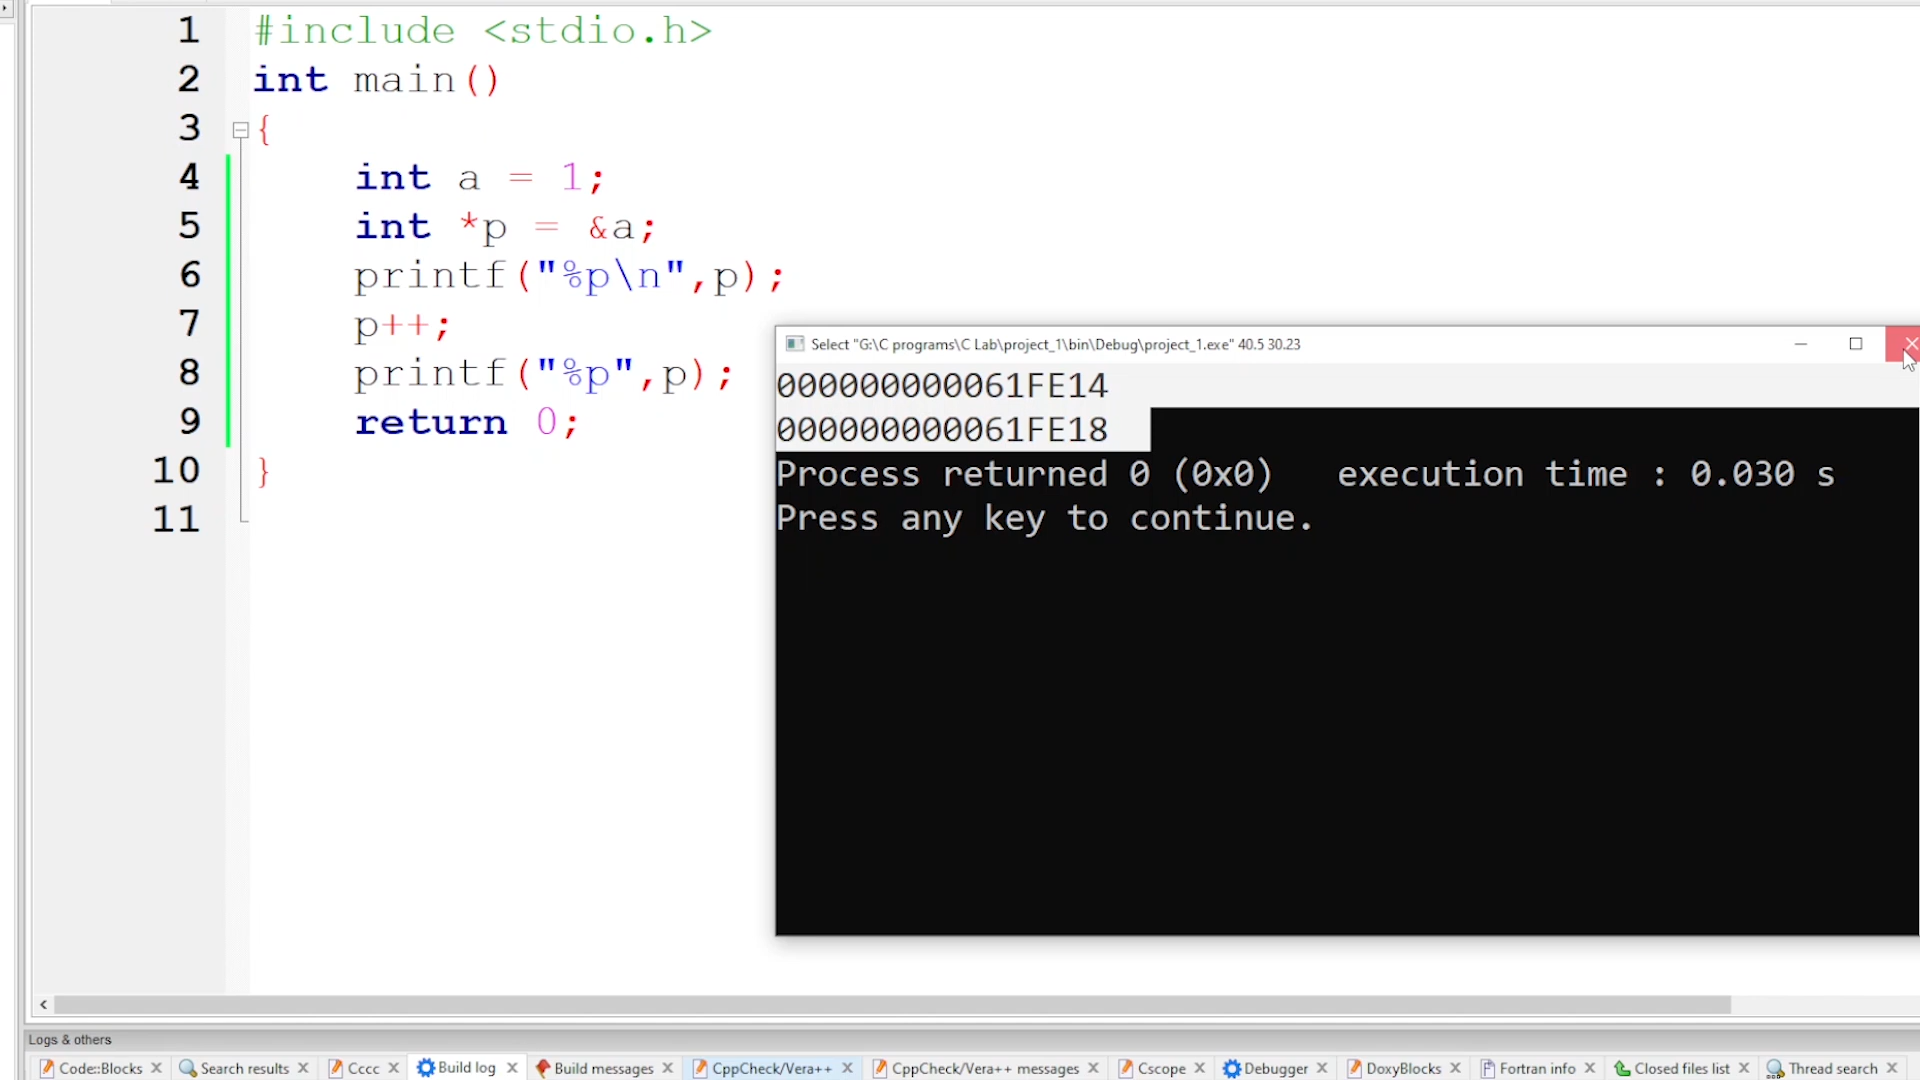 1 #include <stdio.h>
2 int main()
3 {
4 int a = 1;
5 int *p = &a;
6 printf("%p\n",p);
7 p++;
8 printf("%p",p);
9 return 0;
10 }
11
Select "G:\C programs\C Lab\project_1\bin\Debug\project_1.exe" 40.5 30.23
000000000061FE14
000000000061FE18
Process returned 0 (0x0)   execution time : 0.030 s
Press any key to continue.
Logs & others
Code::Blocks Search results Cccc Build log Build messages CppCheck/Vera++ CppCheck/Vera++ messages Cscope Debugger DoxyBlocks Fortran info Closed files list Thread search